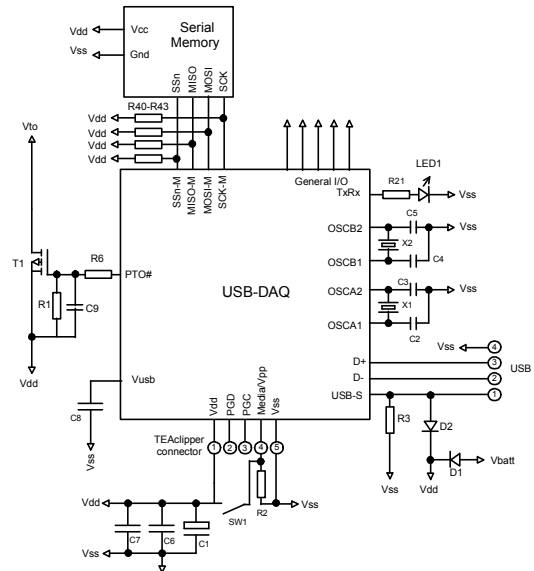 Serial
Memory
Vcc
Gnd
Vdd
Vss
SSn
MISO
MOSI
SCK
R40-R43
Vdd
Vdd
Vdd
Vdd
Vto
SSn-M
MISO-M
MOSI-M
SCK-M
General I/O
TxRx
R21
LED1
Vss
OSCB2
C5
Vss
X2
OSCB1
C4
OSCA2
C3
Vss
X1
OSCA1
C2
T1
R6
PTO#
USB-DAQ
R1
C9
Vdd
Vss
4
D+
3
USB
D-
2
USB-S
1
Vusb
C8
Vss
Vdd
PGD
PGC
Media/Vpp
Vss
R3
D2
Vbatt
D1
Vss
Vdd
TEAclipper
connector
1
2
3
4
5
Vdd
SW1
R2
Vss
C7
C6
C1
Vss